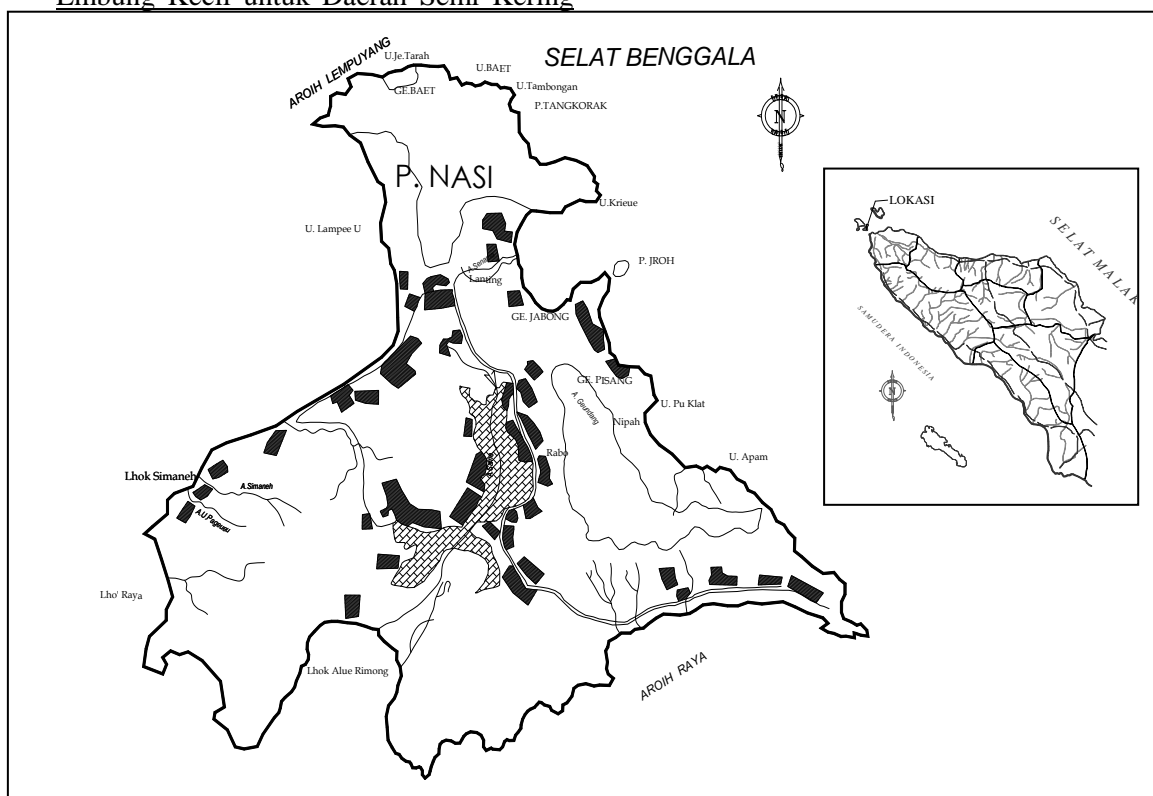 Embung Kecil untuk Daerah Semi Kering
AROIH LEMPUYANG
U.Je.Tarah
GE.BAET
U.BAET
U.Tambongan
P.TANGKORAK
SELAT BENGGALA
N
P. NASI
U. Lampee U
U.Krieue
Lanting
P. JROH
GE. JABONG
GE. PISANG
A. Geundang
U. Pu Klat
Nipah
Rabo
U. Apam
Lhok Simaneh
A.Simaneh
Lho' Raya
Lhok Alue Rimong
AROIH RAYA
LOKASI
SELAT MALAK
SAMUDERA INDONESIA
N